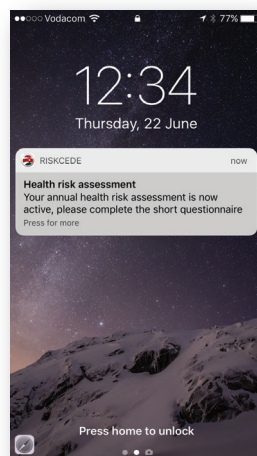 Vodacom 77%
12:34
Thursday, 22 June
RISKCEDE now
Health risk assessment
Your annual health risk assessment is now
active, please complete the short questionnaire
Press for more
Press home to unlock